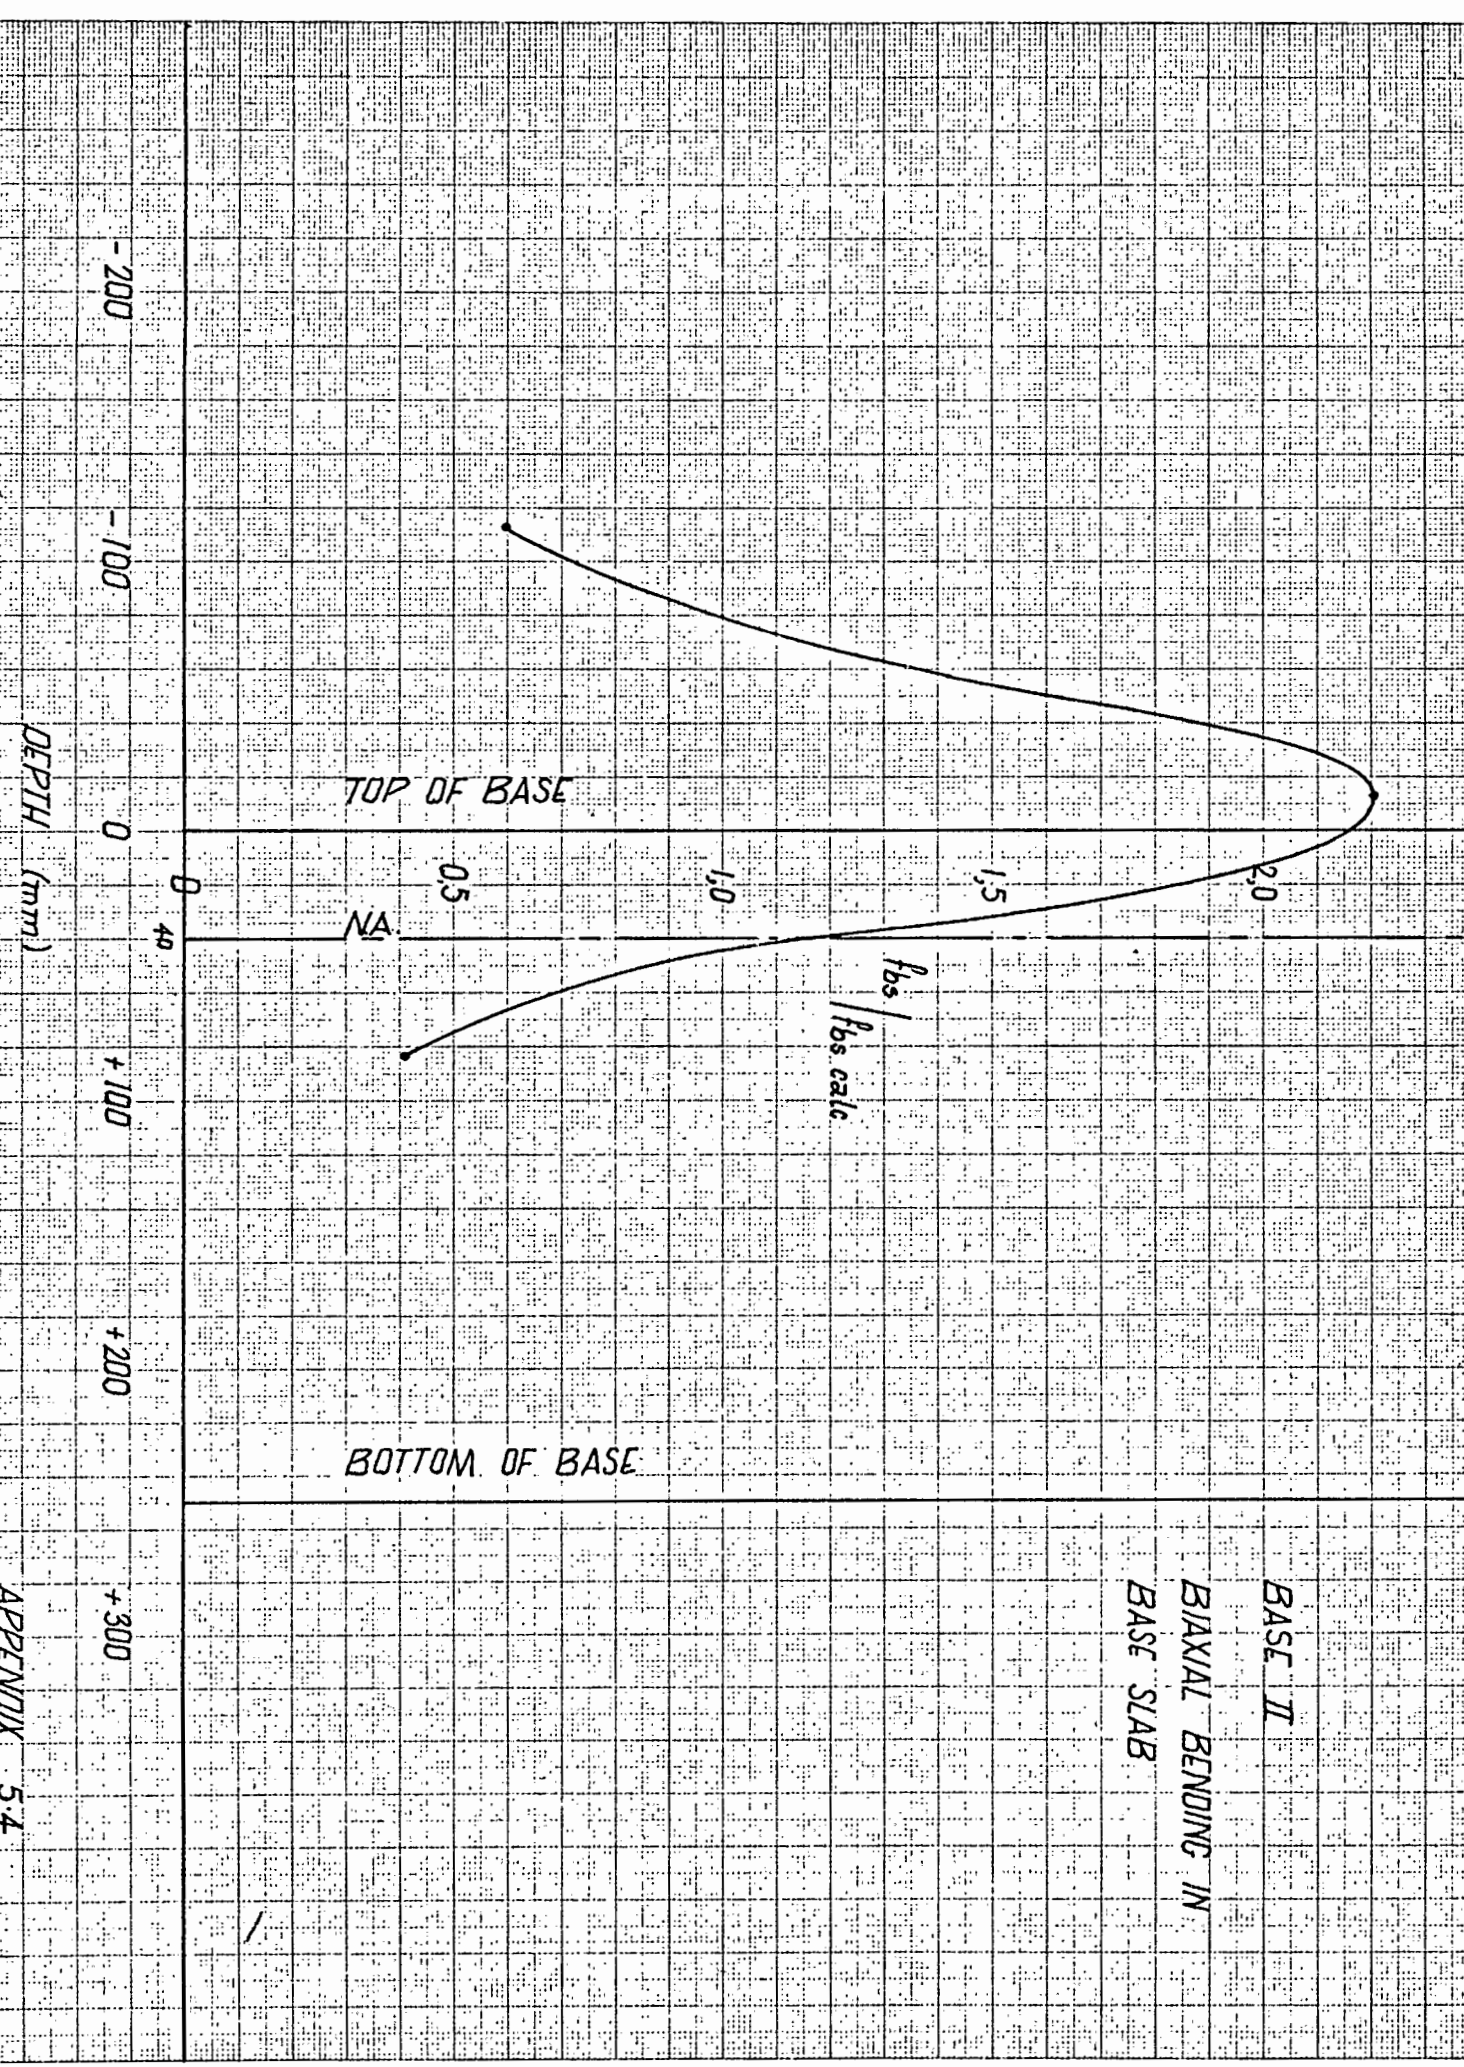 BASE II
BIAXIAL BENDING IN
BASE SLAB
2,0
1,5
1,0
0,5
0
fbs / fbs calc
TOP OF BASE
NA.
BOTTOM OF BASE
40
- 200
- 100
0
+ 100
+ 200
+ 300
DEPTH (mm)
APPENDIX 5.4